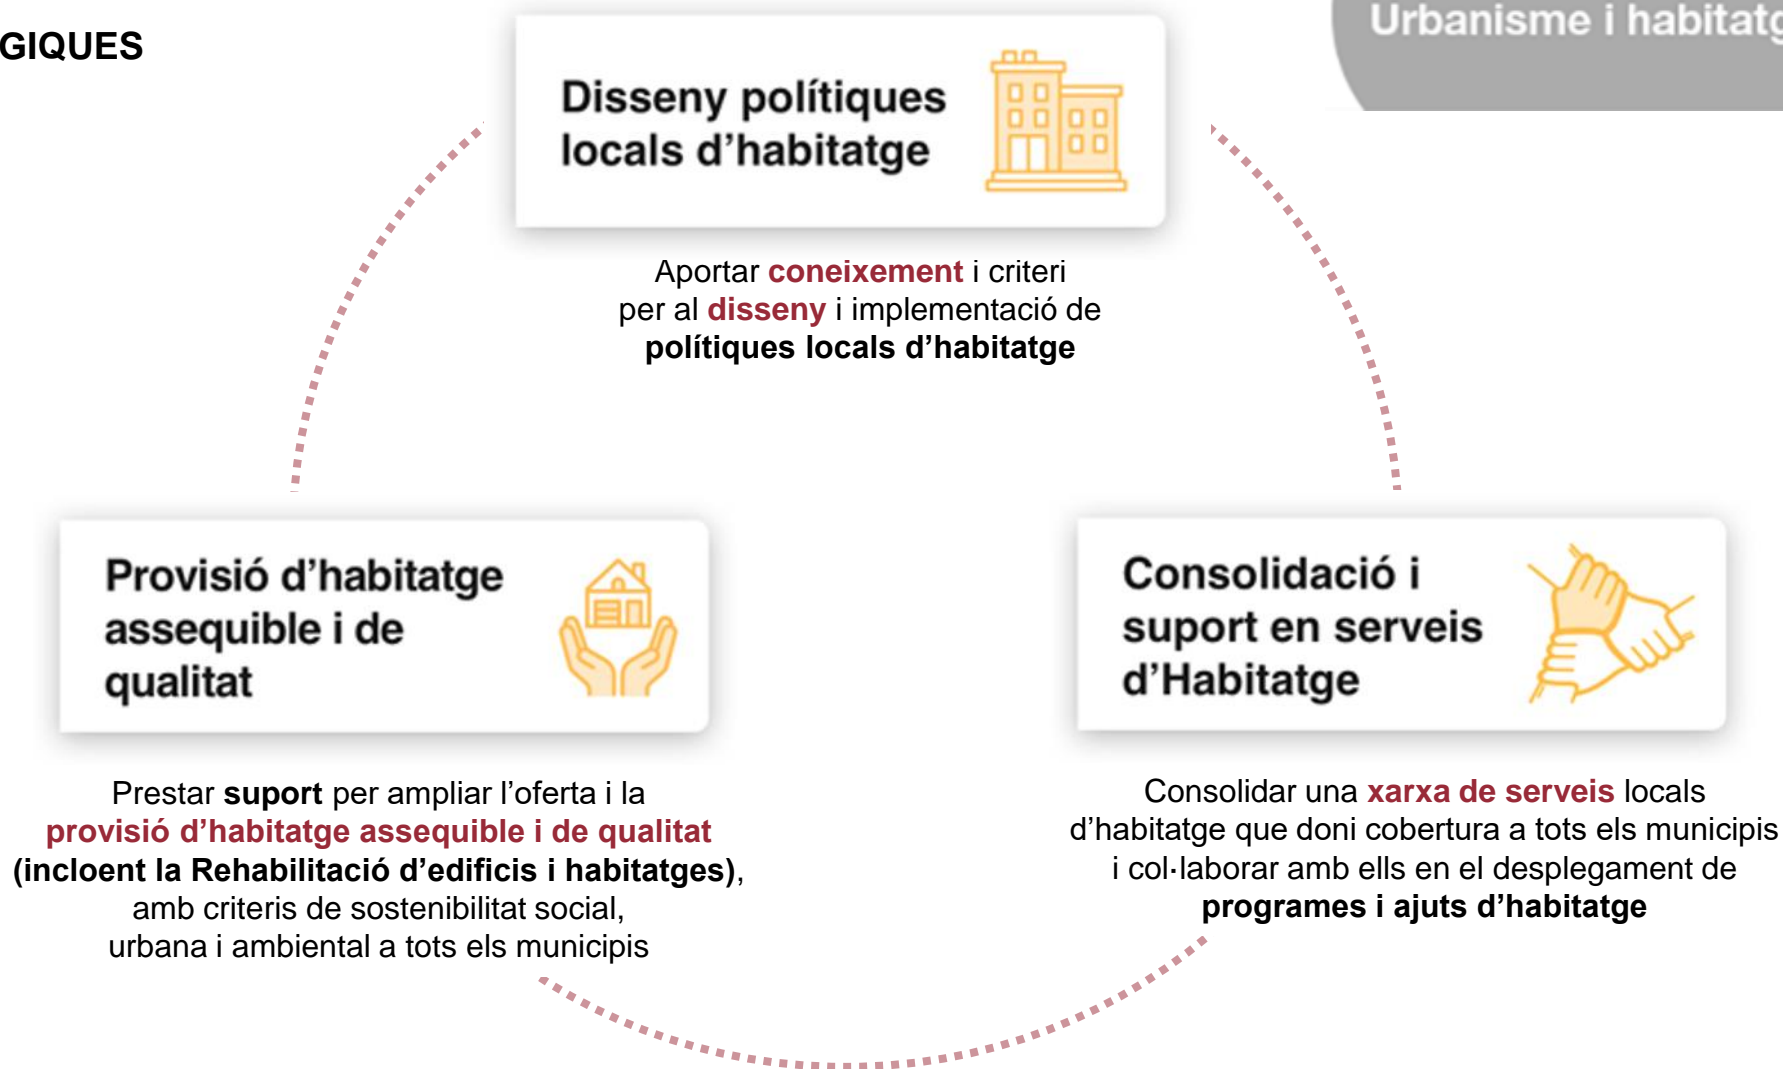 GIQUES
Urbanisme i habitatg
Disseny polítiques
locals d’habitatge
Aportar coneixement i criteri
per al disseny i implementació de
polítiques locals d’habitatge
Provisió d’habitatge
assequible i de
qualitat
Prestar suport per ampliar l’oferta i la
provisió d’habitatge assequible i de qualitat
(incloent la Rehabilitació d’edificis i habitatges),
amb criteris de sostenibilitat social,
urbana i ambiental a tots els municipis
Consolidació i
suport en serveis
d’Habitatge
Consolidar una xarxa de serveis locals
d’habitatge que doni cobertura a tots els municipis
i col·laborar amb ells en el desplegament de
programes i ajuts d’habitatge